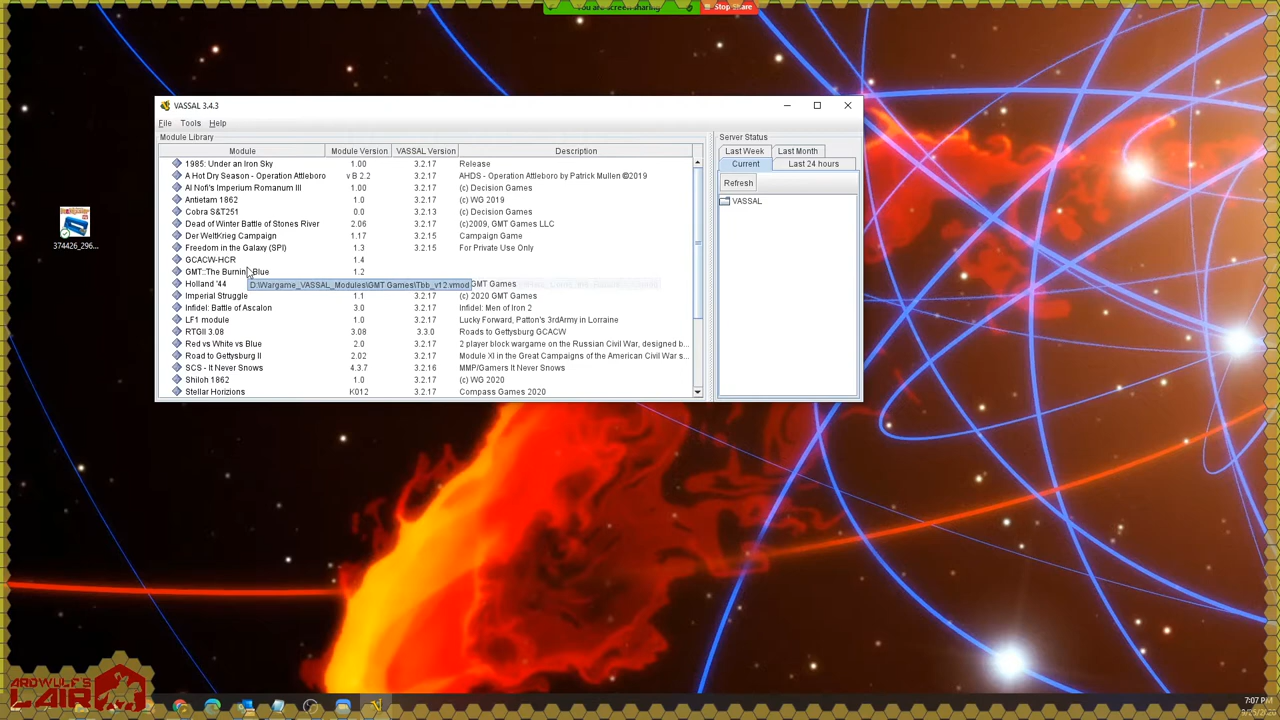 You are screen sharing
Stop Share
VASSAL 3.4.3
File Tools Help
Module Library
Server Status
Module Module Version VASSAL Version Description
Last Week Last Month
Current Last 24 hours
Refresh
VASSAL
1985: Under an Iron Sky 1.00 3.2.17 Release
A Hot Dry Season - Operation Attleboro v B 2.2 3.2.17 AHDS - Operation Attleboro by Patrick Mullen ©2019
Al Nofi's Imperium Romanum III 1.00 3.2.17 (c) Decision Games
Antietam 1862 1.0 3.2.17 (c) WG 2019
Cobra S&T251 0.0 3.2.13 (c) Decision Games
Dead of Winter Battle of Stones River 2.06 3.2.17 (c)2009, GMT Games LLC
Der WeltKrieg Campaign 1.17 3.2.15 Campaign Game
Freedom in the Galaxy (SPI) 1.3 3.2.15 For Private Use Only
GCACW-HCR 1.4
GMT::The Burning Blue 1.2
Holland '44 GMT Games
D:\Wargame_VASSAL_Modules\GMT Games\Tbb_v12.vmod
Imperial Struggle 1.1 3.2.17 (c) 2020 GMT Games
Infidel: Battle of Ascalon 3.0 3.2.17 Infidel: Men of Iron 2
LF1 module 1.0 3.2.17 Lucky Forward, Patton's 3rdArmy in Lorraine
RTGII 3.08 3.08 3.3.0 Roads to Gettysburg GCACW
Red vs White vs Blue 2.0 3.2.17 2 player block wargame on the Russian Civil War, designed b...
Road to Gettysburg II 2.02 3.2.17 Module XI in the Great Campaigns of the American Civil War s...
SCS - It Never Snows 4.3.7 3.2.16 MMP/Gamers It Never Snows
Shiloh 1862 1.0 3.2.17 (c) WG 2020
Stellar Horizions K012 3.2.17 Compass Games 2020
374426_296...
ARDWULF'S
LAIR
7:07 PM